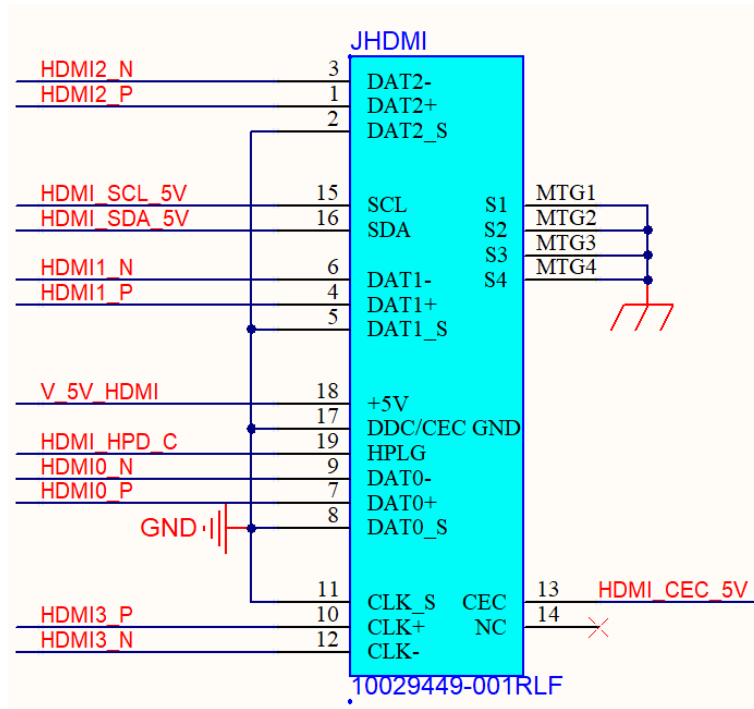 JHDMI
HDMI2_N 3 DAT2-
HDMI2_P 1 DAT2+
2 DAT2_S
HDMI_SCL_5V 15 SCL S1 MTG1
HDMI_SDA_5V 16 SDA S2 MTG2
S3 MTG3
HDMI1_N 6 DAT1- S4 MTG4
HDMI1_P 4 DAT1+
5 DAT1_S
V_5V_HDMI 18 +5V
17 DDC/CEC GND
HDMI_HPD_C 19 HPLG
HDMI0_N 9 DAT0-
HDMI0_P 7 DAT0+
GND 8 DAT0_S
11 CLK_S CEC 13 HDMI_CEC_5V
HDMI3_P 10 CLK+ NC 14
HDMI3_N 12 CLK-
10029449-001RLF